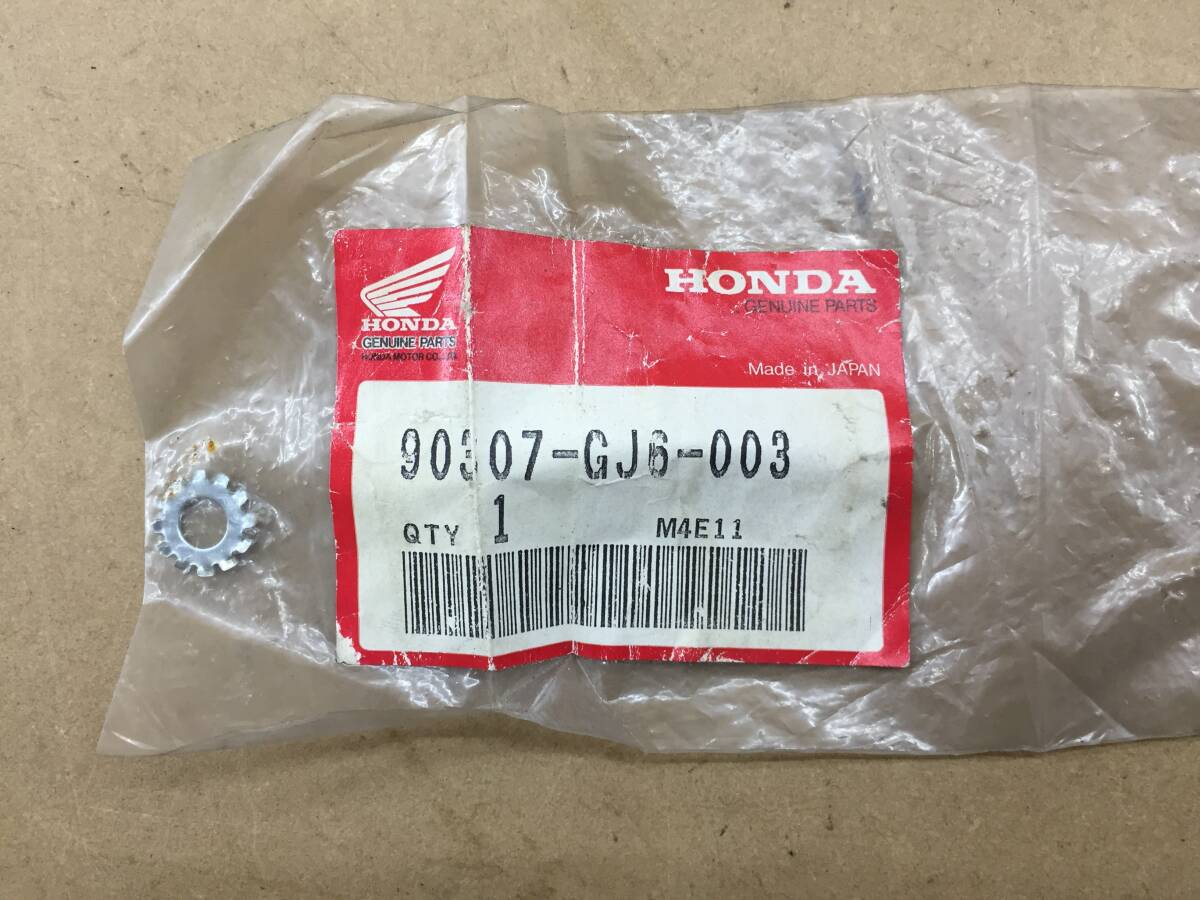 HONDA
GENUINE PARTS
HONDA MOTOR CO., LTD.
HONDA
GENUINE PARTS
Made in JAPAN
90307-GJ6-003
QTY 1 M4E11